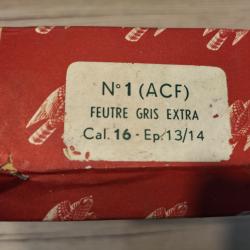 N° 1 (ACF)
FEUTRE GRIS EXTRA
Cal. 16 - Ep. 13/14